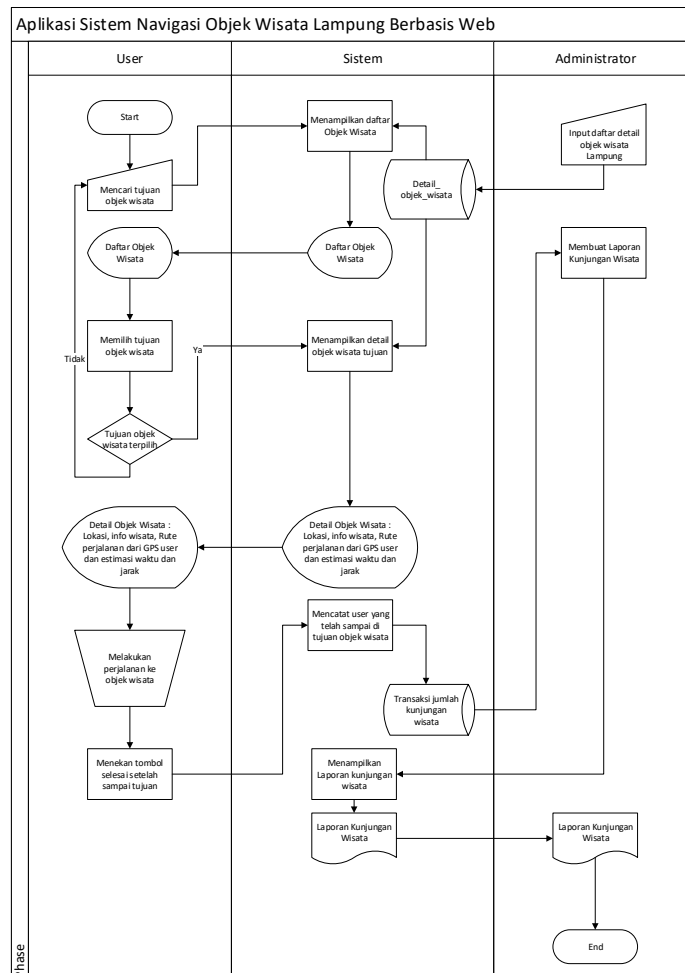 Aplikasi Sistem Navigasi Objek Wisata Lampung Berbasis Web
User
Sistem
Administrator
Start
Menampilkan daftar
Objek Wisata
Input daftar detail
objek wisata
Lampung
Mencari tujuan
objek wisata
Detail_
objek_wisata
Daftar Objek
Wisata
Daftar Objek
Wisata
Membuat Laporan
Kunjungan Wisata
Memilih tujuan
objek wisata
Menampilkan detail
objek wisata tujuan
Tidak
Ya
Tujuan objek
wisata terpilih
Detail Objek Wisata :
Lokasi, info wisata, Rute
perjalanan dari GPS user
dan estimasi waktu dan
jarak
Detail Objek Wisata :
Lokasi, info wisata, Rute
perjalanan dari GPS user
dan estimasi waktu dan
jarak
Mencatat user yang
telah sampai di
tujuan objek wisata
Melakukan
perjalanan ke
objek wisata
Transaksi jumlah
kunjungan
wisata
Menekan tombol
selesai setelah
sampai tujuan
Menampilkan
Laporan kunjungan
wisata
Laporan Kunjungan
Wisata
Laporan Kunjungan
Wisata
End
Phase